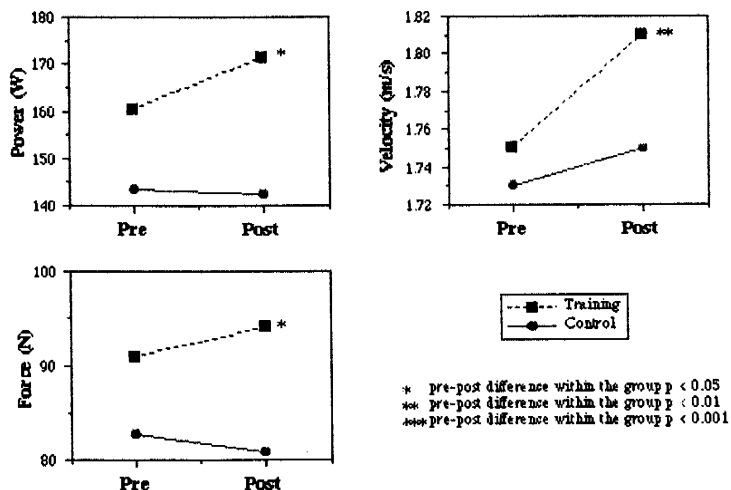 180
170
160
150
140
Power (W)
Pre
Post
*
1.82
1.80
1.78
1.76
1.74
1.72
Velocity (m/s)
Pre
Post
**
100
90
80
Force (N)
Pre
Post
*
Training
Control
* pre-post difference within the group p < 0.05
** pre-post difference within the group p < 0.01
*** pre-post difference within the group p < 0.001